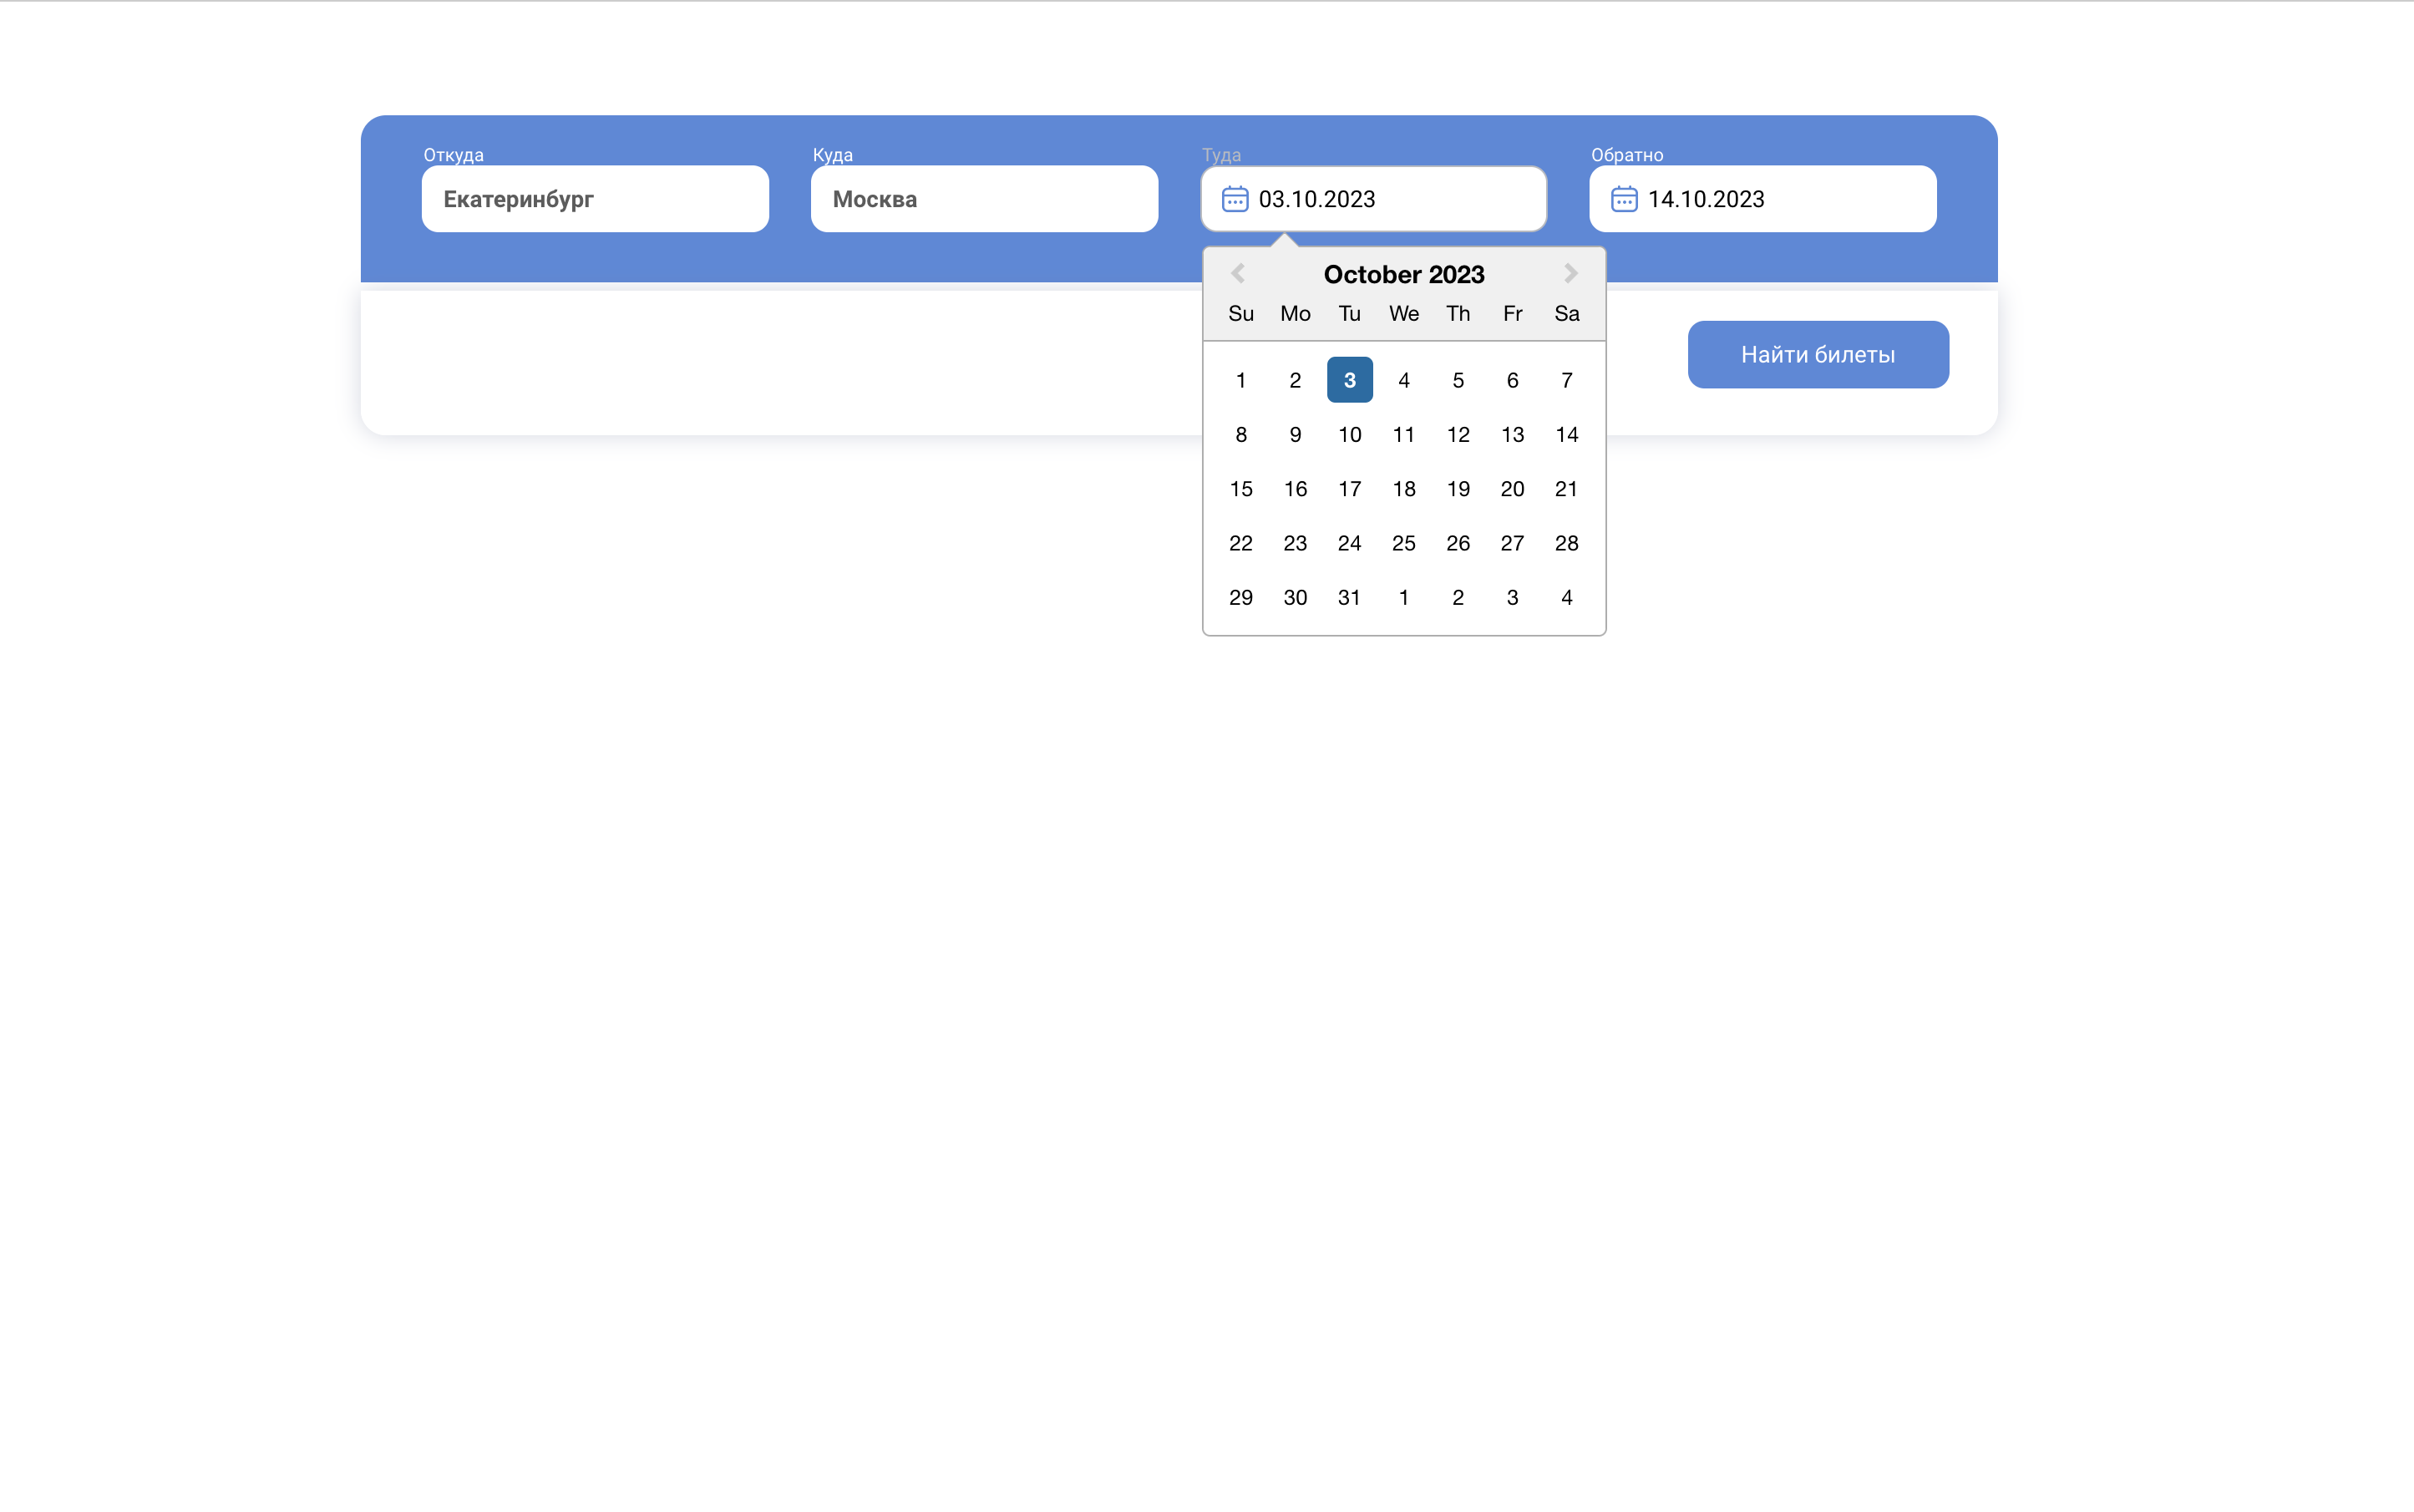 Откуда Куда Туда Обратно
Екатеринбург Москва 03.10.2023 14.10.2023
October 2023
Su Mo Tu We Th Fr Sa
Найти билеты
1 2 3 4 5 6 7
8 9 10 11 12 13 14
15 16 17 18 19 20 21
22 23 24 25 26 27 28
29 30 31 1 2 3 4